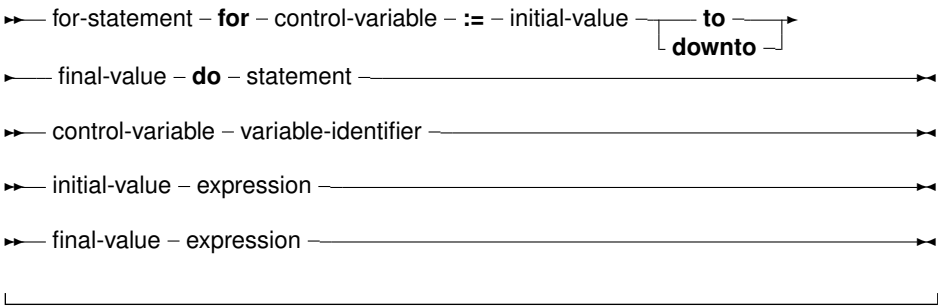 for-statement – for – control-variable – := – initial-value – to
downto –
final-value – do – statement –
control-variable – variable-identifier –
initial-value – expression –
final-value – expression –